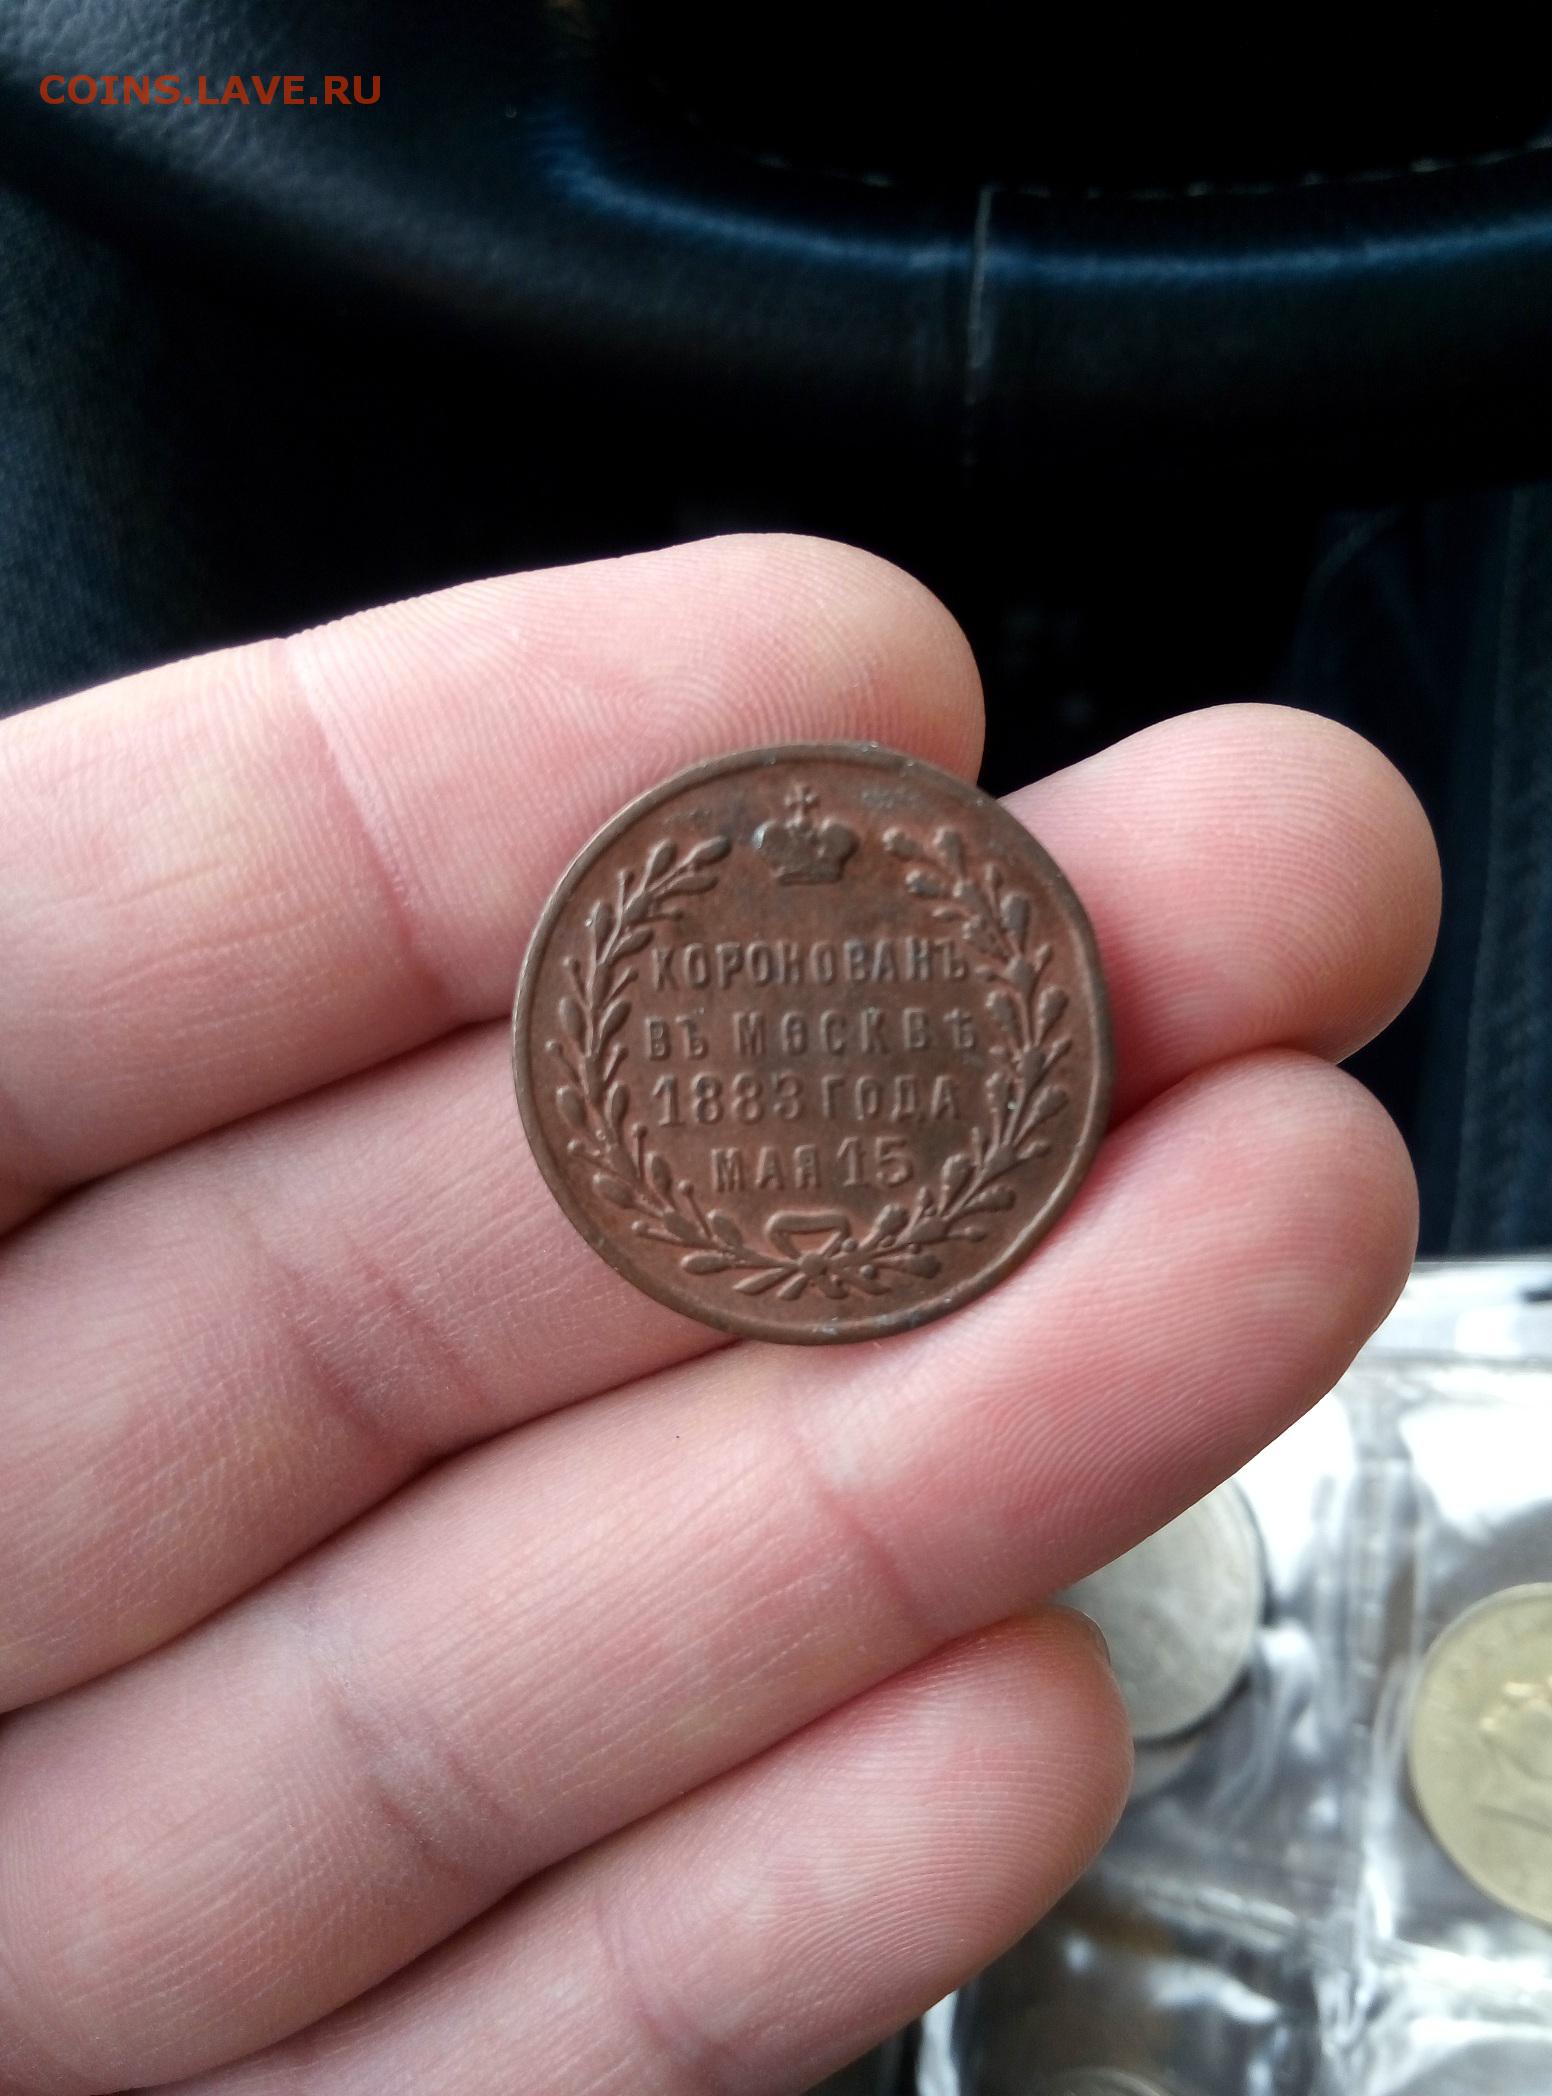 COINS.LAVE.RU
КОРОНОВАНЪ
ВЪ МОСКВѢ
1883 ГОДА
МАЯ 15